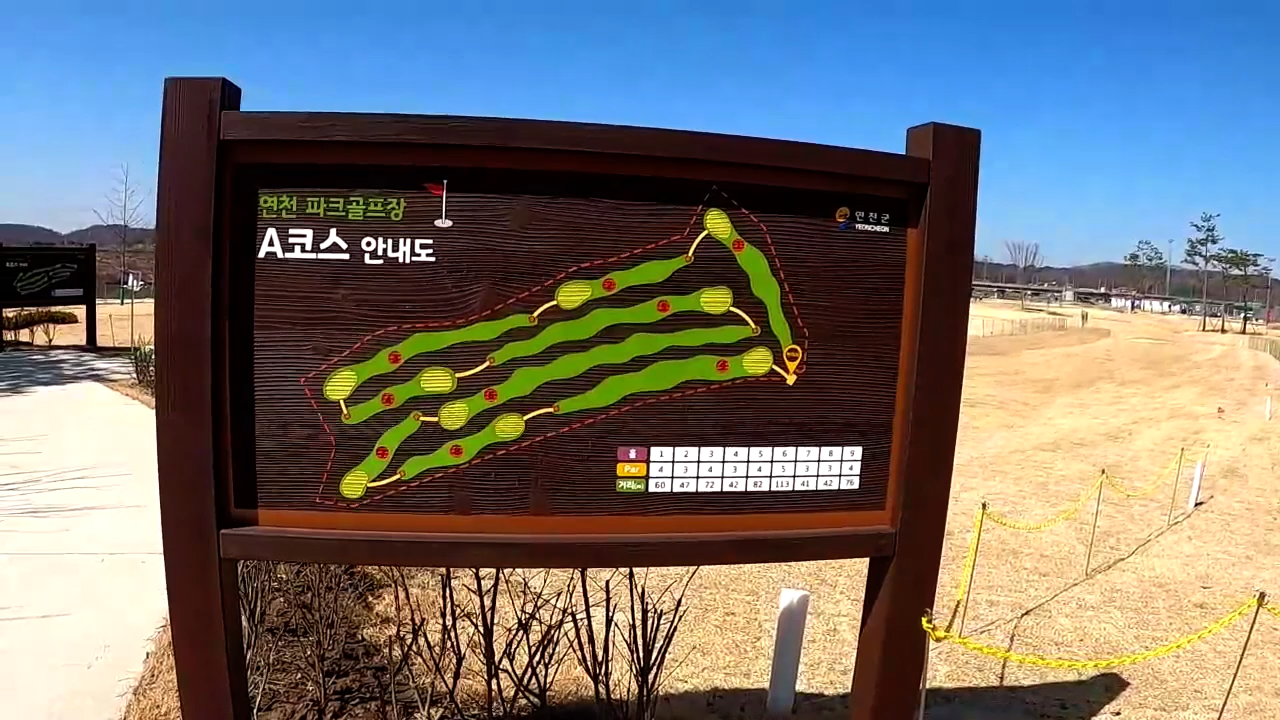 연천 파크골프장
A코스 안내도
연천군
YEONCHEON
홀 1 2 3 4 5 6 7 8 9
Par 4 3 4 3 4 5 3 3 4
거리(m) 60 47 72 42 82 113 41 42 76